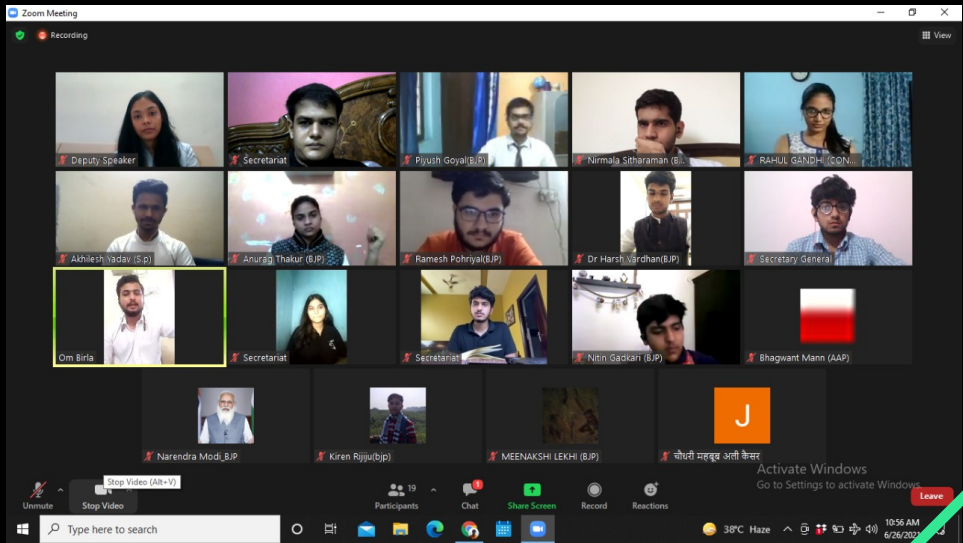 Zoom Meeting
Recording
View
Deputy Speaker
Secretariat
Piyush Goyal(BJP)
Nirmala Sitharaman (B...
RAHUL GANDHI (CON...
Akhilesh Yadav (S.p)
Anurag Thakur (BJP)
Ramesh Pohriyal(BJP)
Dr Harsh Vardhan(BJP)
Secretary General
Om Birla
Secretariat
Secretariat
Nitin Gadkari (BJP)
Bhagwant Mann (AAP)
J
Narendra Modi_BJP
Kiren Rijiju(bjp)
MEENAKSHI LEKHI (BJP)
चौधरी महबूब अली कैसर
Activate Windows
Go to Settings to activate Windows.
Stop Video (Alt+V)
19
1
Unmute
Stop Video
Participants
Chat
Share Screen
Record
Reactions
Leave
Type here to search
38°C Haze
10:56 AM
6/26/2021